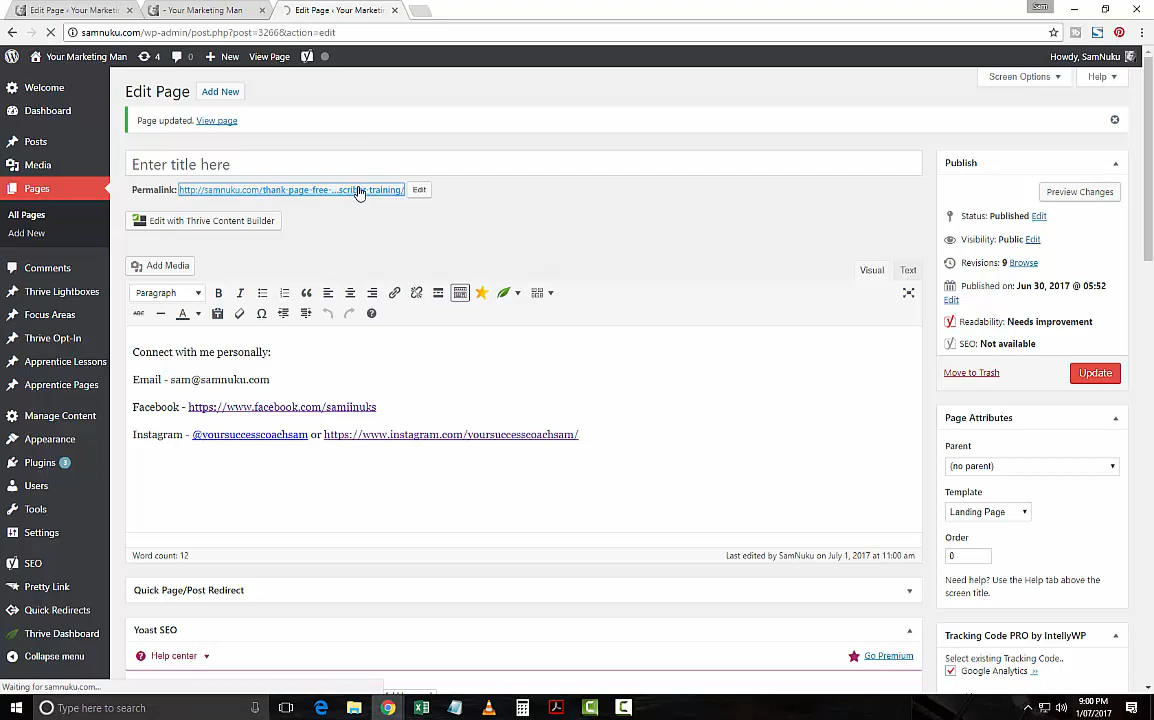 Edit Page ‹ Your Marketi
- Your Marketing Man
Edit Page ‹ Your Marketi
Sam
samnuku.com/wp-admin/post.php?post=3266&action=edit
Your Marketing Man 4 0 New View Page
Howdy, SamNuku
Welcome
Dashboard
Posts
Media
Pages
All Pages
Add New
Comments
Thrive Lightboxes
Focus Areas
Thrive Opt-In
Apprentice Lessons
Apprentice Pages
Manage Content
Appearance
Plugins 3
Users
Tools
Settings
SEO
Pretty Link
Quick Redirects
Thrive Dashboard
Collapse menu
Screen Options
Help
Edit Page Add New
Page updated. View page
Enter title here
Permalink: http://samnuku.com/thank-page-free-...scribe-training/ Edit
Edit with Thrive Content Builder
Add Media
Visual Text
Paragraph B I
ABC A
Connect with me personally:
Email - sam@samnuku.com
Facebook - https://www.facebook.com/samiinuks
Instagram - @yoursuccesscoachsam or https://www.instagram.com/yoursuccesscoachsam/
Word count: 12
Last edited by SamNuku on July 1, 2017 at 11:00 am
Quick Page/Post Redirect
Yoast SEO
Help center
Go Premium
Publish
Preview Changes
Status: Published Edit
Visibility: Public Edit
Revisions: 9 Browse
Published on: Jun 30, 2017 @ 05:52
Edit
Readability: Needs improvement
SEO: Not available
Move to Trash
Update
Page Attributes
Parent
(no parent)
Template
Landing Page
Order
0
Need help? Use the Help tab above the
screen title.
Tracking Code PRO by IntellyWP
Select existing Tracking Code..
Google Analytics »
Waiting for samnuku.com...
Type here to search
9:00 PM
1/07/2017